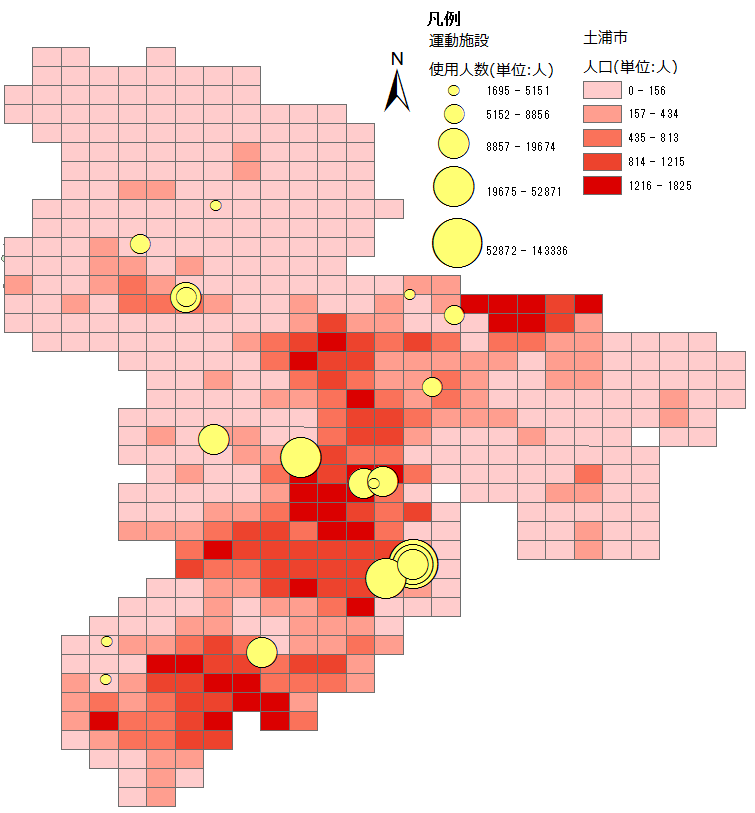 凡例
運動施設
使用人数(単位:人)
1695 - 5151
5152 - 8856
8857 - 19674
19675 - 52871
52872 - 143336
土浦市
人口(単位:人)
0 - 156
157 - 434
435 - 813
814 - 1215
1216 - 1825
N